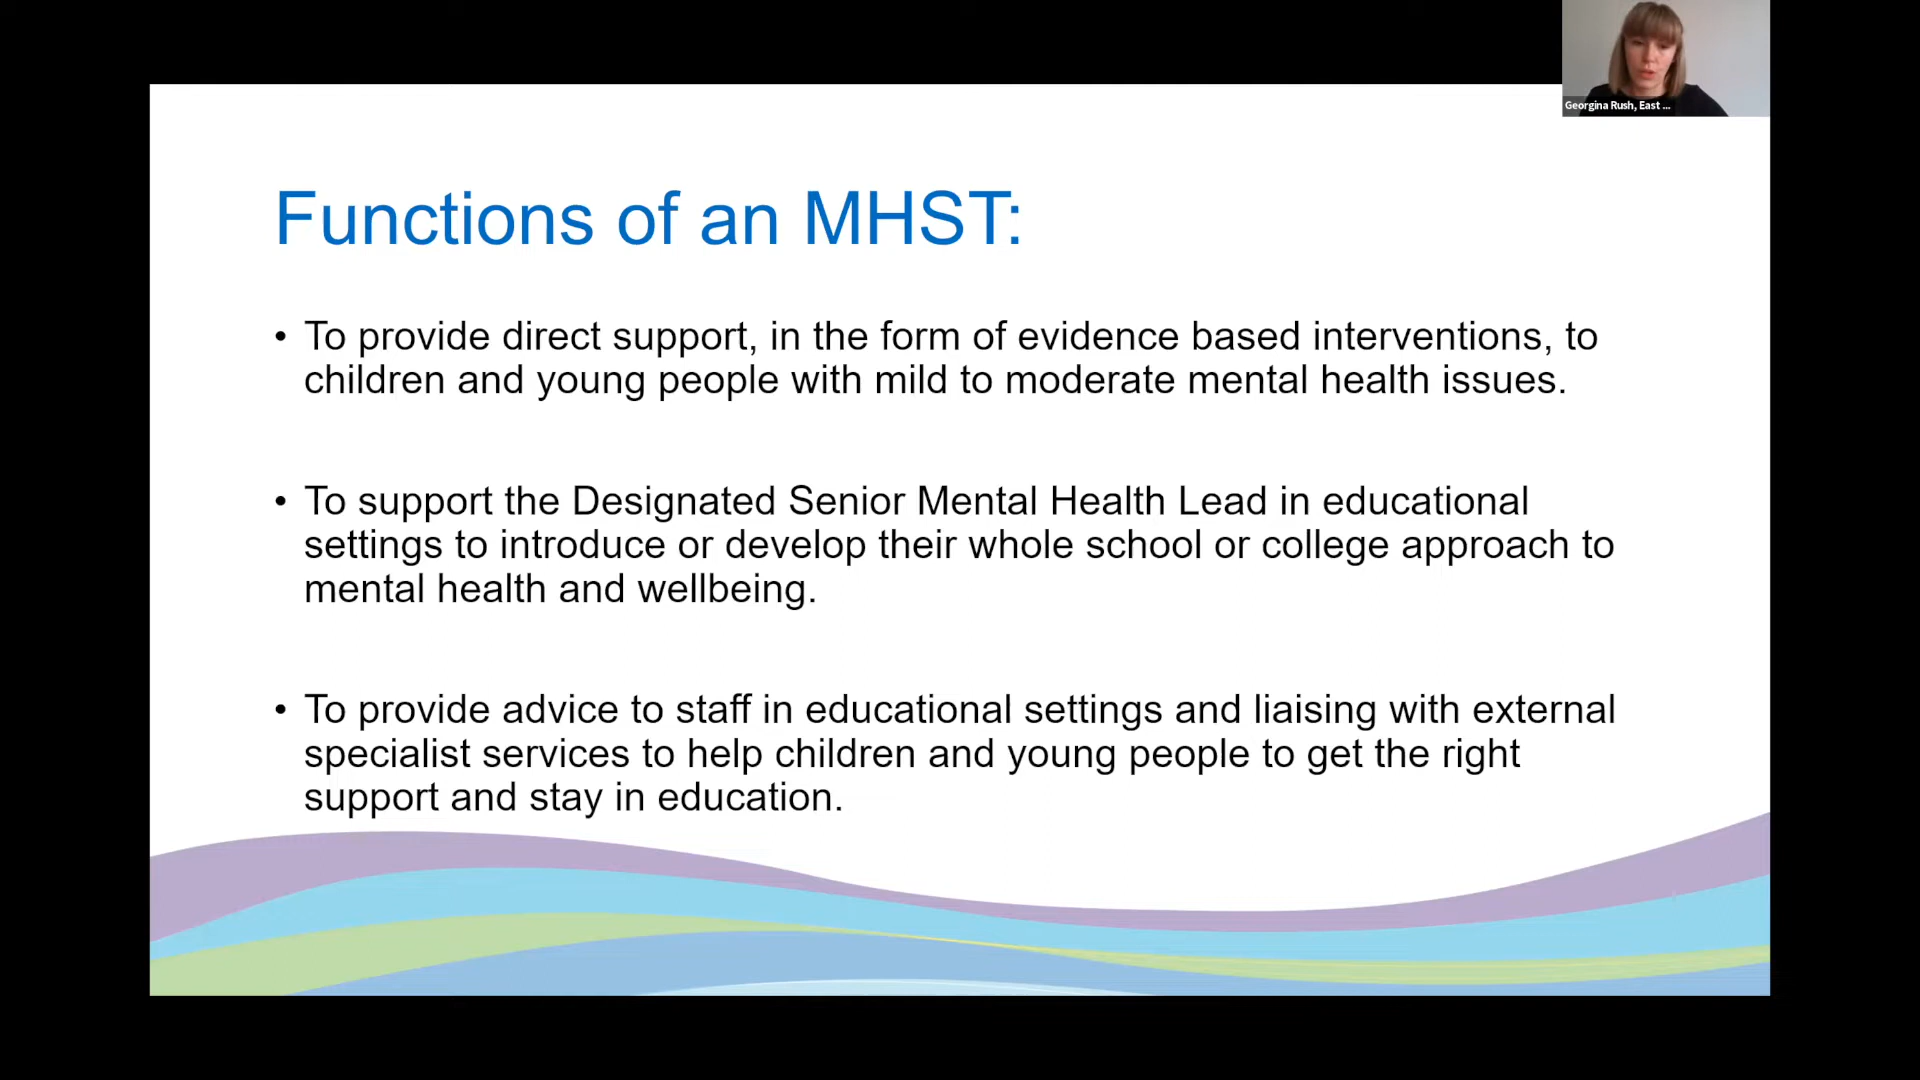 Georgina Rush, East ...
Functions of an MHST:
• To provide direct support, in the form of evidence based interventions, to
children and young people with mild to moderate mental health issues.
• To support the Designated Senior Mental Health Lead in educational
settings to introduce or develop their whole school or college approach to
mental health and wellbeing.
• To provide advice to staff in educational settings and liaising with external
specialist services to help children and young people to get the right
support and stay in education.